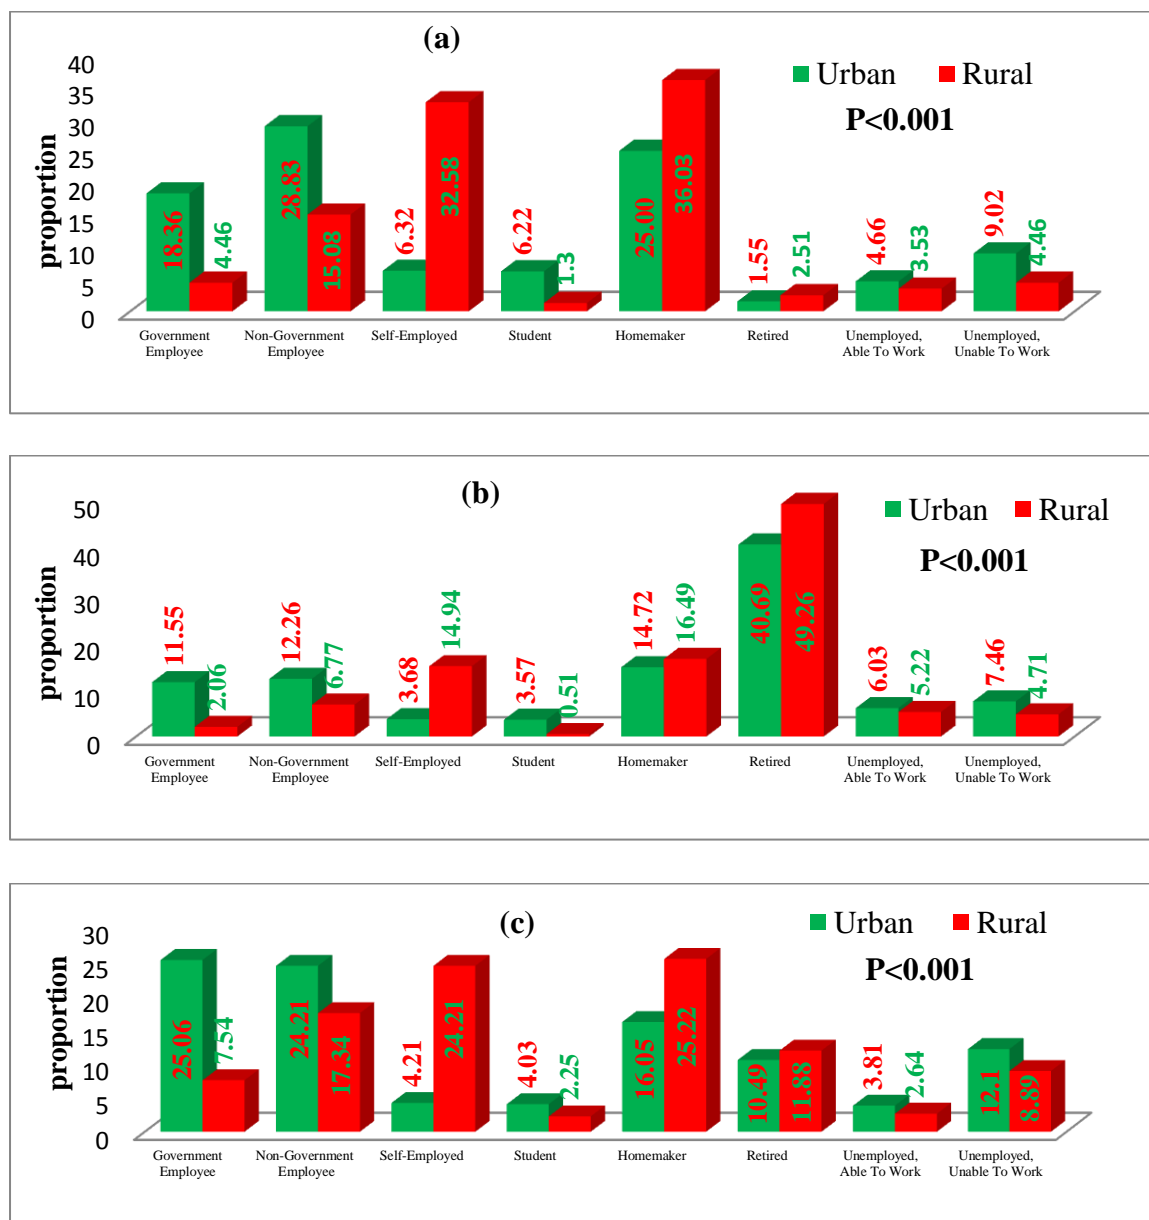 (a)
Urban
Rural
P<0.001
proportion
40
35
30
25
20
15
10
5
0
18.36
4.46
28.83
15.08
6.32
32.58
6.22
1.3
25.00
36.03
1.55
2.51
4.66
3.53
9.02
4.46
Government
Employee
Non-Government
Employee
Self-Employed
Student
Homemaker
Retired
Unemployed,
Able To Work
Unemployed,
Unable To Work
(b)
Urban
Rural
P<0.001
proportion
50
40
30
20
10
0
11.55
2.06
12.26
6.77
3.68
14.94
3.57
0.51
14.72
16.49
40.69
49.26
6.03
5.22
7.46
4.71
Government
Employee
Non-Government
Employee
Self-Employed
Student
Homemaker
Retired
Unemployed,
Able To Work
Unemployed,
Unable To Work
(c)
Urban
Rural
P<0.001
proportion
30
25
20
15
10
5
0
25.06
7.54
24.21
17.34
4.21
24.21
4.03
2.25
16.05
25.22
10.49
11.88
3.81
2.64
12.1
8.89
Government
Employee
Non-Government
Employee
Self-Employed
Student
Homemaker
Retired
Unemployed,
Able To Work
Unemployed,
Unable To Work